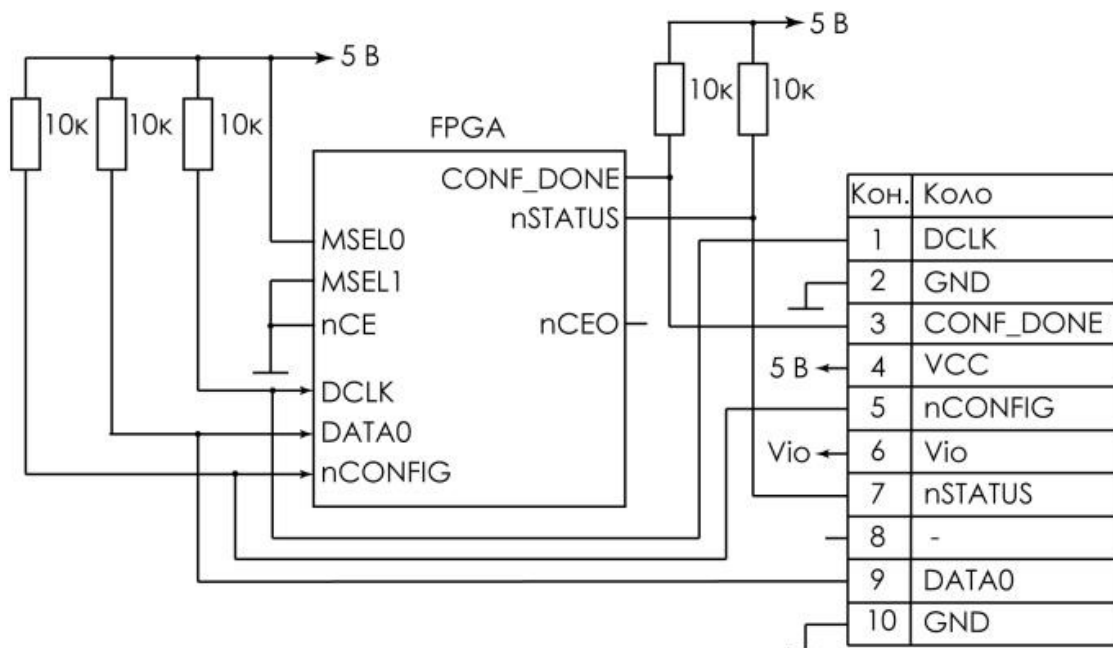 5 В
5 В
10к
10к
10к
10к
10к
FPGA
CONF_DONE
nSTATUS
MSEL0
MSEL1
nCE
nCEO
DCLK
DATA0
nCONFIG
Кон. Коло
1 DCLK
2 GND
3 CONF_DONE
5 В 4 VCC
5 nCONFIG
Vio 6 Vio
7 nSTATUS
8 -
9 DATA0
10 GND